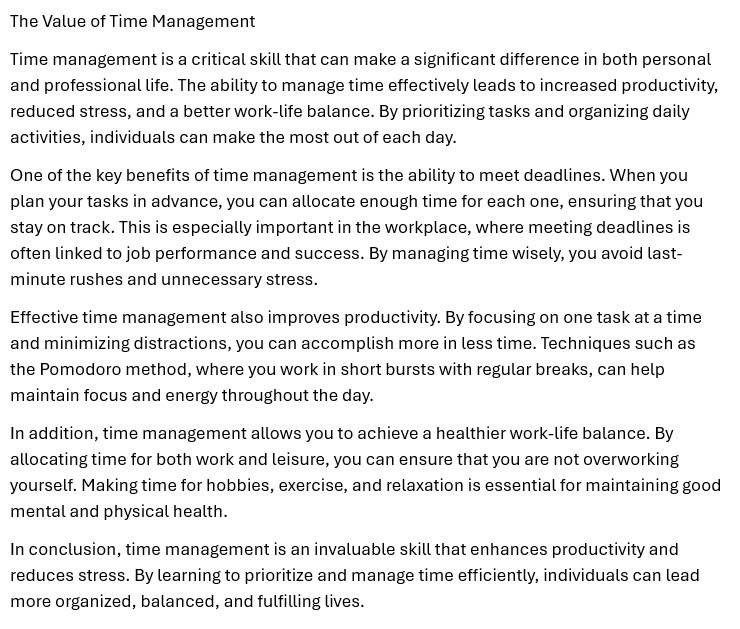 The Value of Time Management
Time management is a critical skill that can make a significant difference in both personal
and professional life. The ability to manage time effectively leads to increased productivity,
reduced stress, and a better work-life balance. By prioritizing tasks and organizing daily
activities, individuals can make the most out of each day.
One of the key benefits of time management is the ability to meet deadlines. When you
plan your tasks in advance, you can allocate enough time for each one, ensuring that you
stay on track. This is especially important in the workplace, where meeting deadlines is
often linked to job performance and success. By managing time wisely, you avoid last-
minute rushes and unnecessary stress.
Effective time management also improves productivity. By focusing on one task at a time
and minimizing distractions, you can accomplish more in less time. Techniques such as
the Pomodoro method, where you work in short bursts with regular breaks, can help
maintain focus and energy throughout the day.
In addition, time management allows you to achieve a healthier work-life balance. By
allocating time for both work and leisure, you can ensure that you are not overworking
yourself. Making time for hobbies, exercise, and relaxation is essential for maintaining good
mental and physical health.
In conclusion, time management is an invaluable skill that enhances productivity and
reduces stress. By learning to prioritize and manage time efficiently, individuals can lead
more organized, balanced, and fulfilling lives.